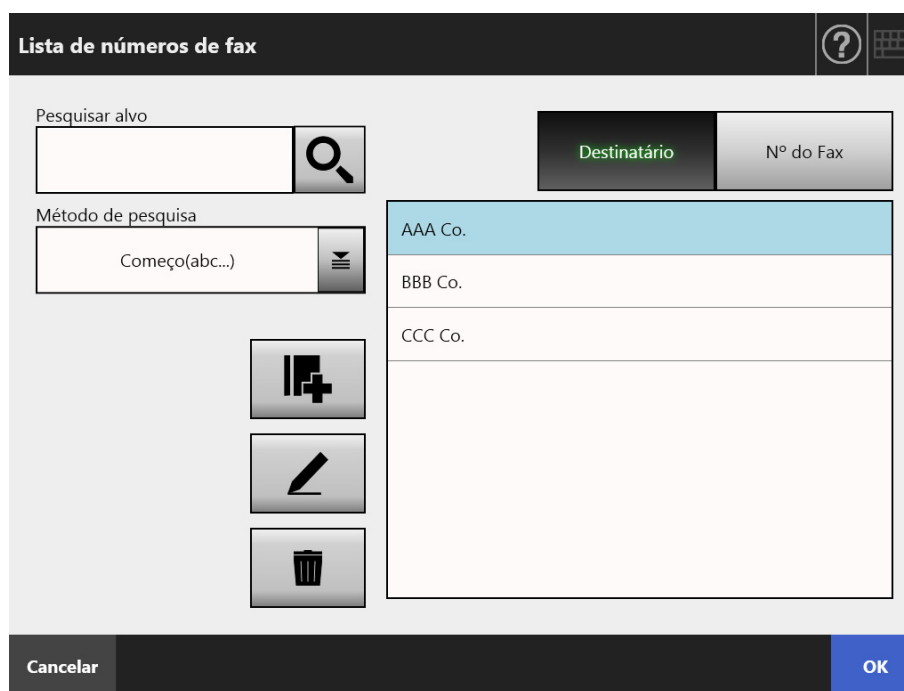 Lista de números de fax
?
Pesquisar alvo
Destinatário
Nº do Fax
Método de pesquisa
Começo(abc...)
AAA Co.
BBB Co.
CCC Co.
Cancelar
OK